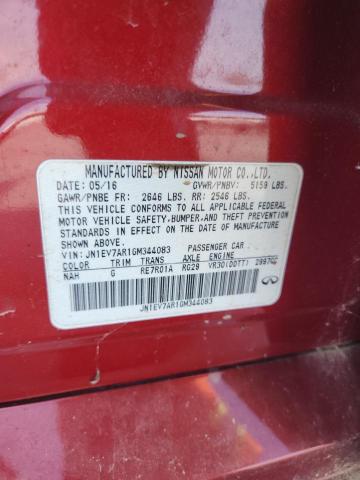 MANUFACTURED BY NISSAN MOTOR CO.,LTD.
DATE: 05/16 GVWR/PNBV: 5159 LBS.
GAWR/PNBE FR: 2646 LBS. RR: 2546 LBS.
THIS VEHICLE CONFORMS TO ALL APPLICABLE FEDERAL
MOTOR VEHICLE SAFETY,BUMPER,AND THEFT PREVENTION
STANDARDS IN EFFECT ON THE DATE OF MANUFACTURE
SHOWN ABOVE.
VIN: JN1EV7AR1GM344083 PASSENGER CAR
COLOR TRIM TRANS AXLE ENGINE
NAH G RE7R01A RG29 VR30(DDTT) 2997CC
JN1EV7AR1GM344083